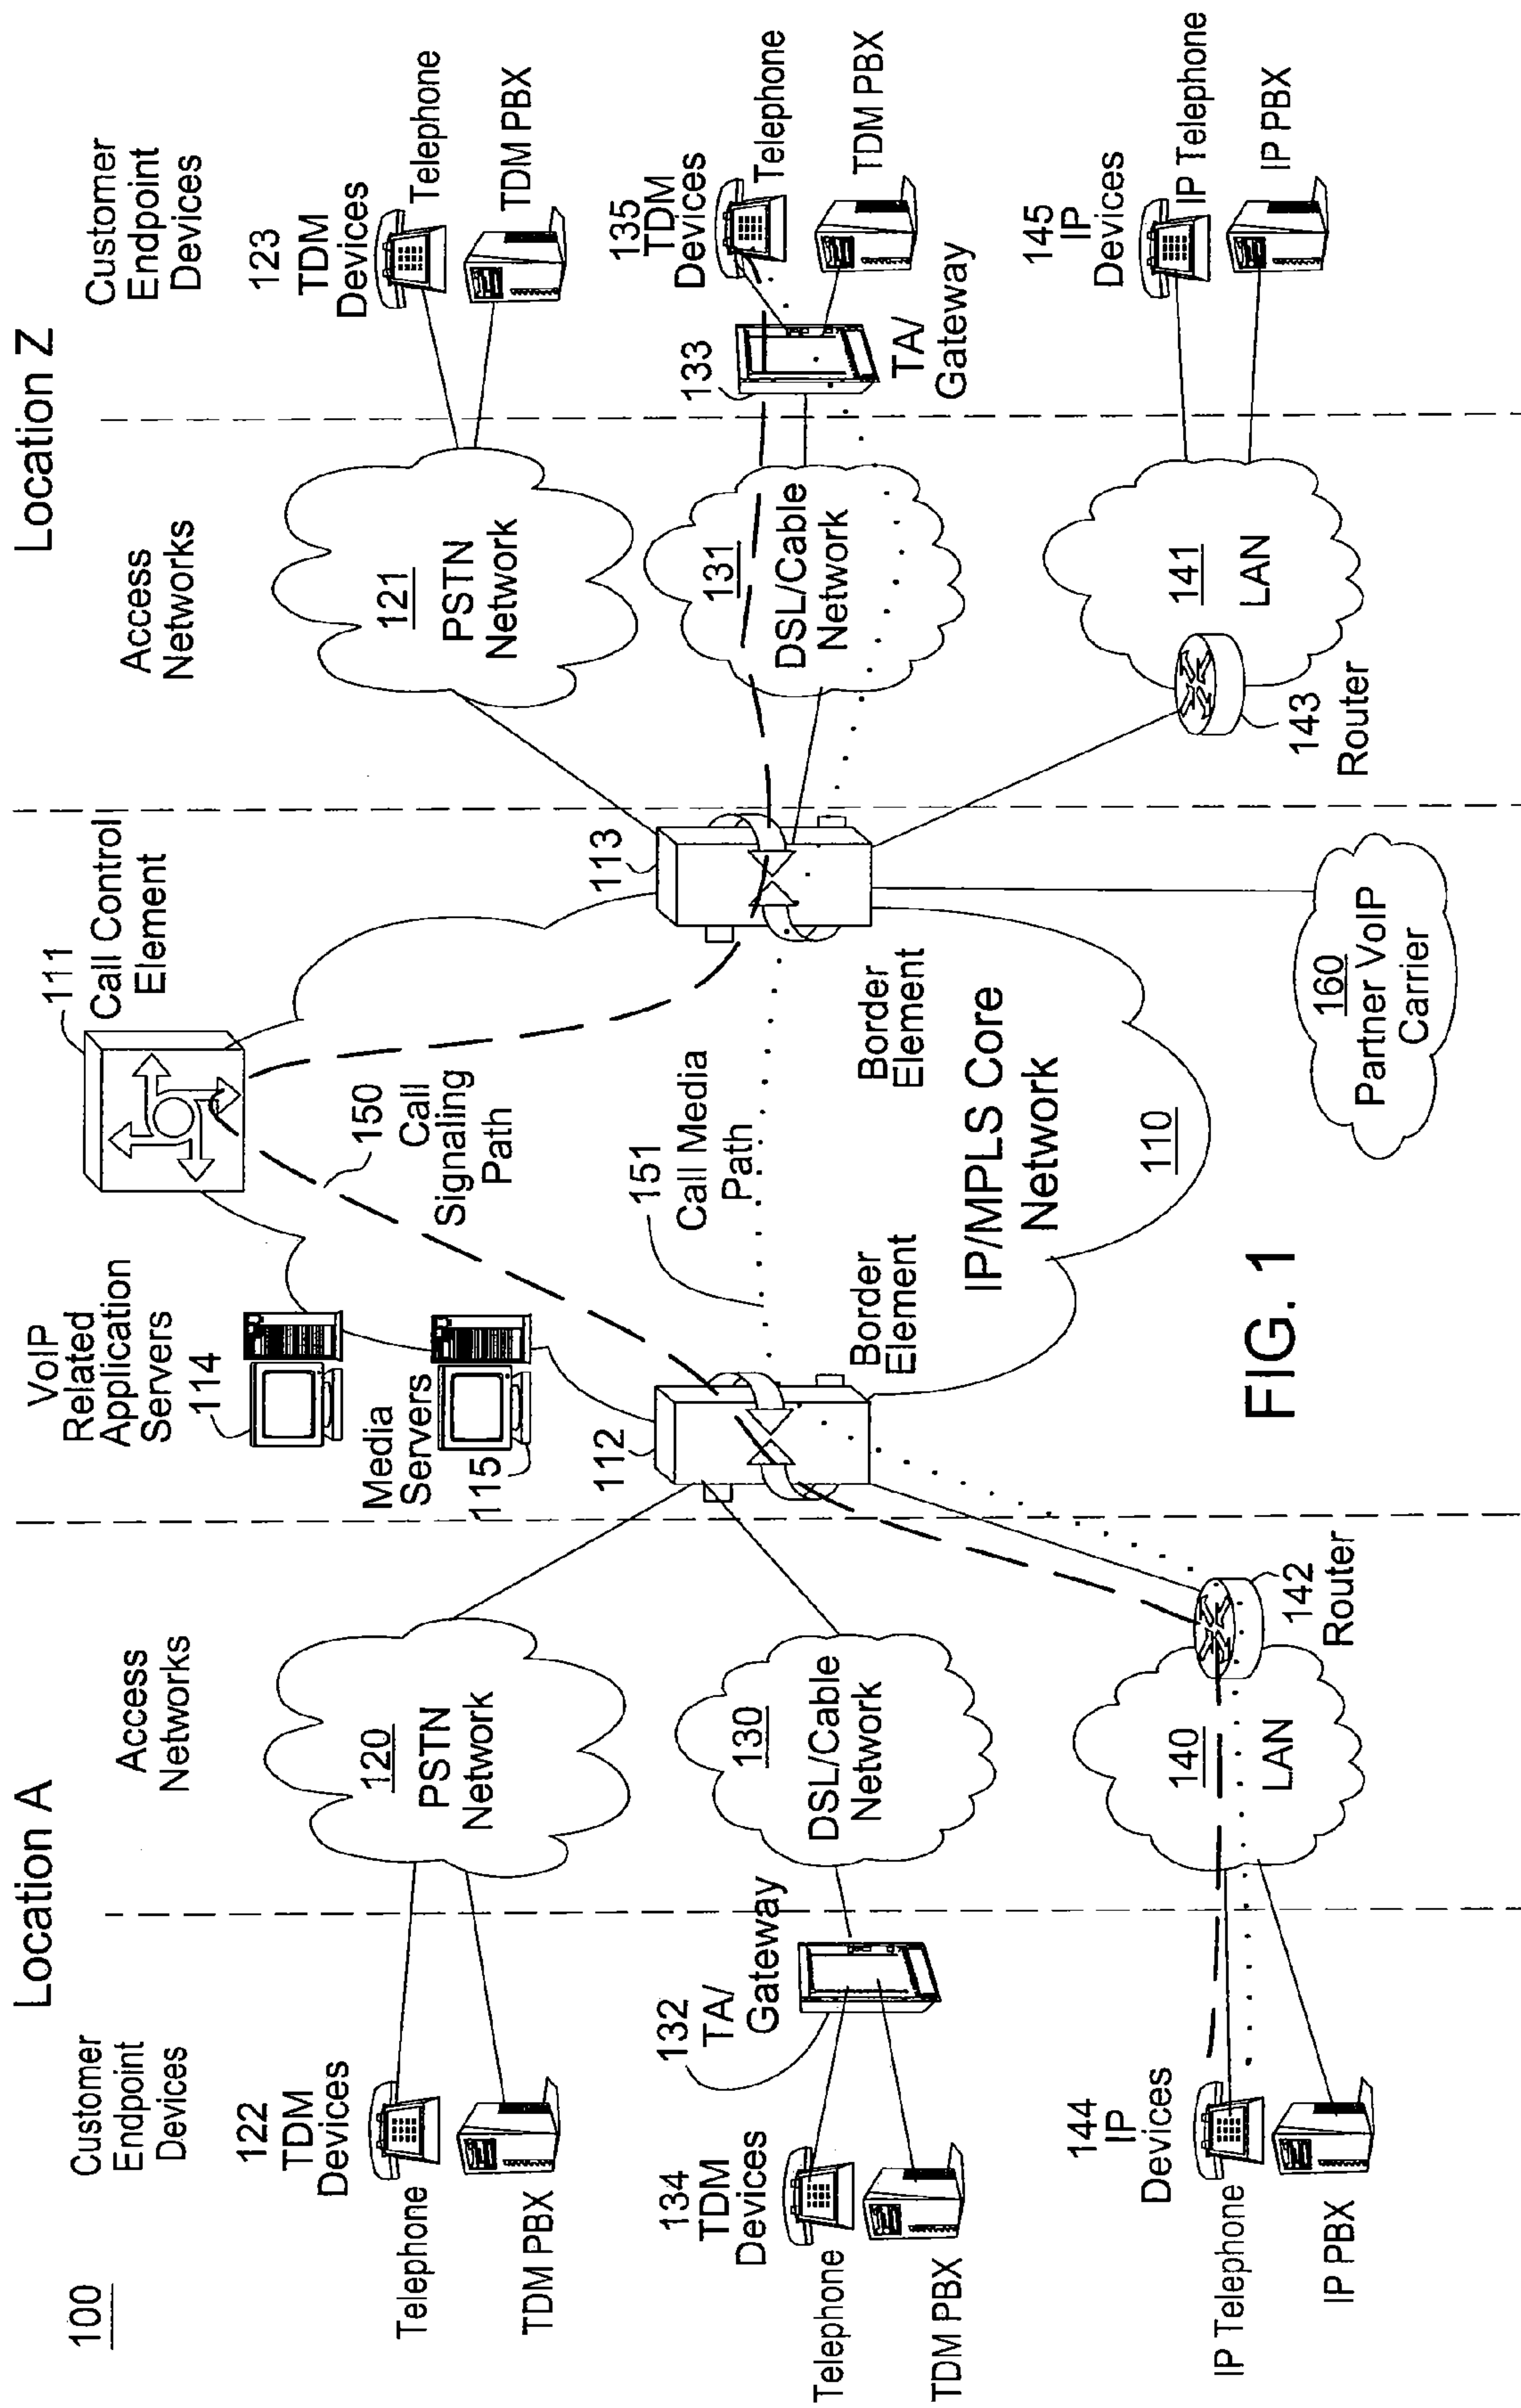 100
Location A
Location Z
Customer
Endpoint
Devices
Access
Networks
VoIP
Related
Application
Servers
114
111
Call Control
Element
Access
Networks
Customer
Endpoint
Devices
122
TDM
Devices
Telephone
TDM PBX
120
PSTN
Network
Media
Servers
115
150
Call
Signaling
Path
121
PSTN
Network
123
TDM
Devices
Telephone
TDM PBX
134
TDM
Devices
Telephone
TDM PBX
132
TA/
Gateway
130
DSL/Cable
Network
112
Border
Element
151
Call Media
Path
113
Border
Element
131
DSL/Cable
Network
133
TA/
Gateway
135
TDM
Devices
Telephone
TDM PBX
IP/MPLS Core
Network
110
144
IP
Devices
IP Telephone
IP PBX
140
LAN
142
Router
160
Partner VoIP
Carrier
143
Router
141
LAN
145
IP
Devices
IP Telephone
IP PBX
FIG. 1